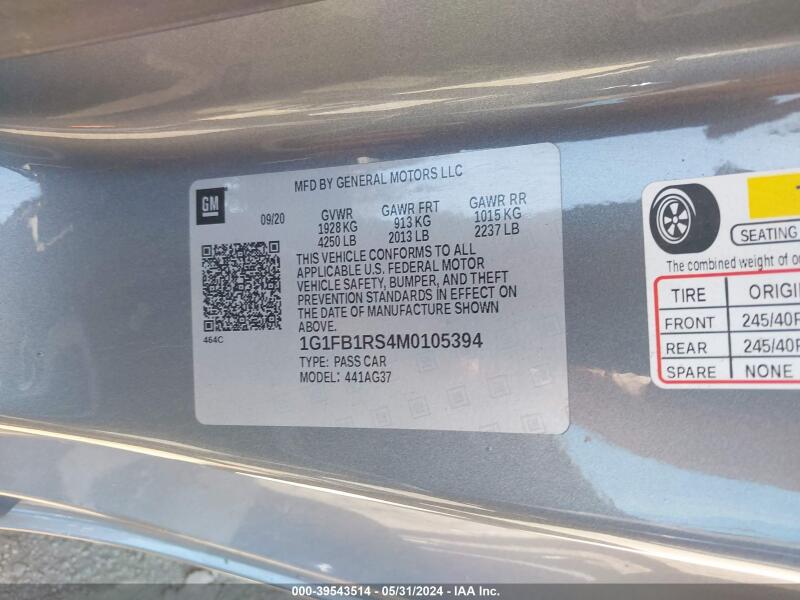 MFD BY GENERAL MOTORS LLC
GM
09/20
GVWR
1928 KG
4250 LB
GAWR FRT
913 KG
2013 LB
GAWR RR
1015 KG
2237 LB
THIS VEHICLE CONFORMS TO ALL
APPLICABLE U.S. FEDERAL MOTOR
VEHICLE SAFETY, BUMPER, AND THEFT
PREVENTION STANDARDS IN EFFECT ON
THE DATE OF MANUFACTURE SHOWN
ABOVE.
464C
1G1FB1RS4M0105394
TYPE: PASS CAR
MODEL: 441AG37
SEATING
The combined weight of
TIRE ORIGI
FRONT 245/40
REAR 245/40
SPARE NONE
000-39543514 - 05/31/2024 - IAA Inc.